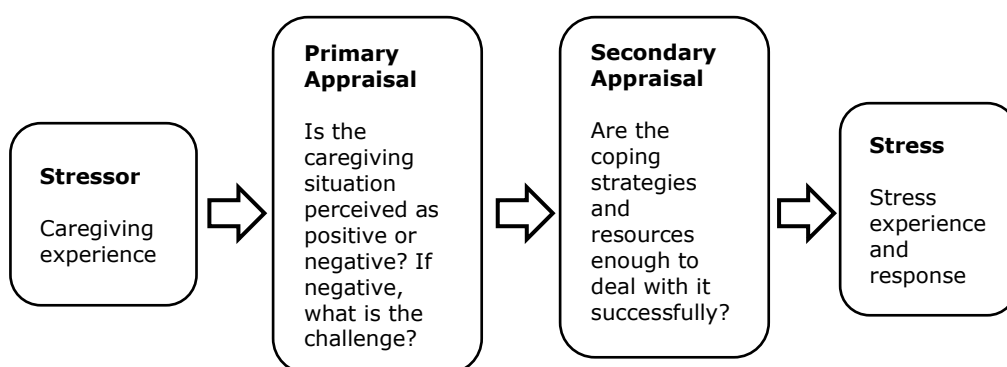 Stressor
Caregiving
experience
Primary
Appraisal
Is the
caregiving
situation
perceived as
positive or
negative? If
negative,
what is the
challenge?
Secondary
Appraisal
Are the
coping
strategies
and
resources
enough to
deal with it
successfully?
Stress
Stress
experience
and
response